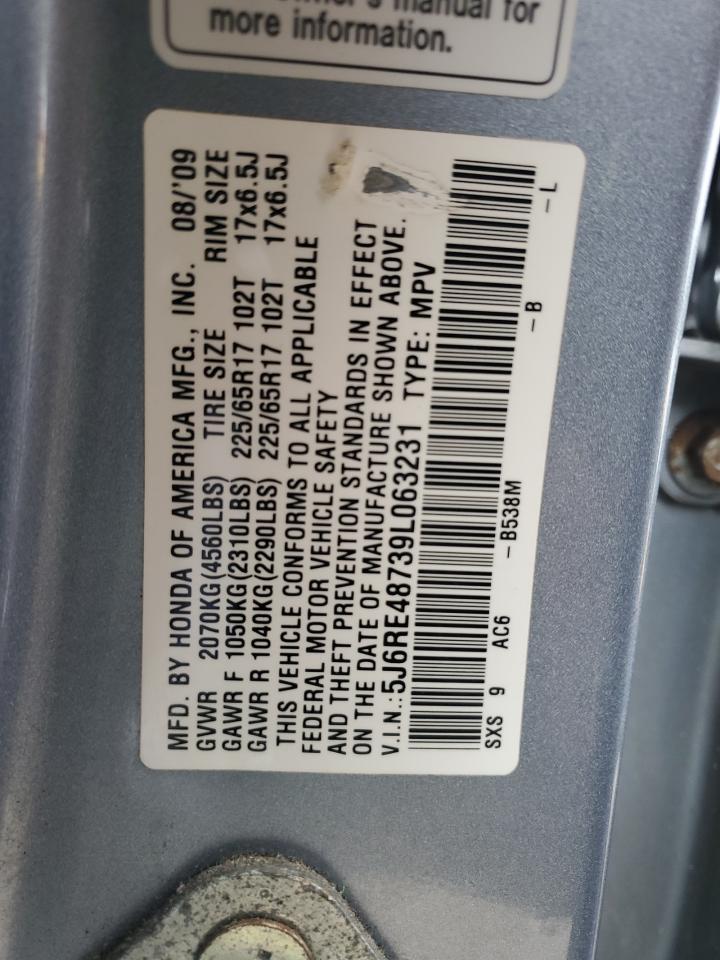 manual for
more information.
MFD. BY HONDA OF AMERICA MFG., INC. 08/'09
GVWR 2070KG(4560LBS) TIRE SIZE RIM SIZE
GAWR F 1050KG(2310LBS) 225/65R17 102T 17x6.5J
GAWR R 1040KG(2290LBS) 225/65R17 102T 17x6.5J
THIS VEHICLE CONFORMS TO ALL APPLICABLE
FEDERAL MOTOR VEHICLE SAFETY
AND THEFT PREVENTION STANDARDS IN EFFECT
ON THE DATE OF MANUFACTURE SHOWN ABOVE.
V.I.N.:5J6RE48739L063231 TYPE: MPV
SXS 9 AC6 -B538M -B -L